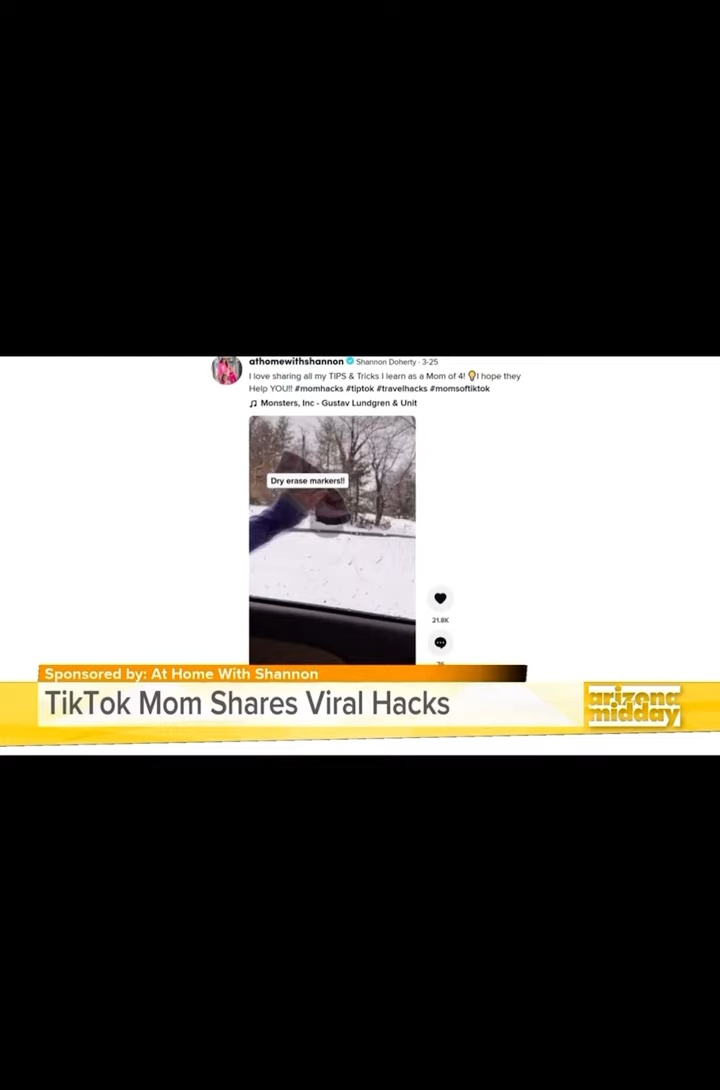 athomewithshannon Shannon Doherty · 3-25
I love sharing all my TIPS & Tricks I learn as a Mom of 4! 💡I hope they
Help YOU!! #momhacks #tiptok #travelhacks #momsoftiktok
♫ Monsters, Inc - Gustav Lundgren & Unit
Dry erase markers!!
21.8K
Sponsored by: At Home With Shannon
TikTok Mom Shares Viral Hacks
arizona
midday